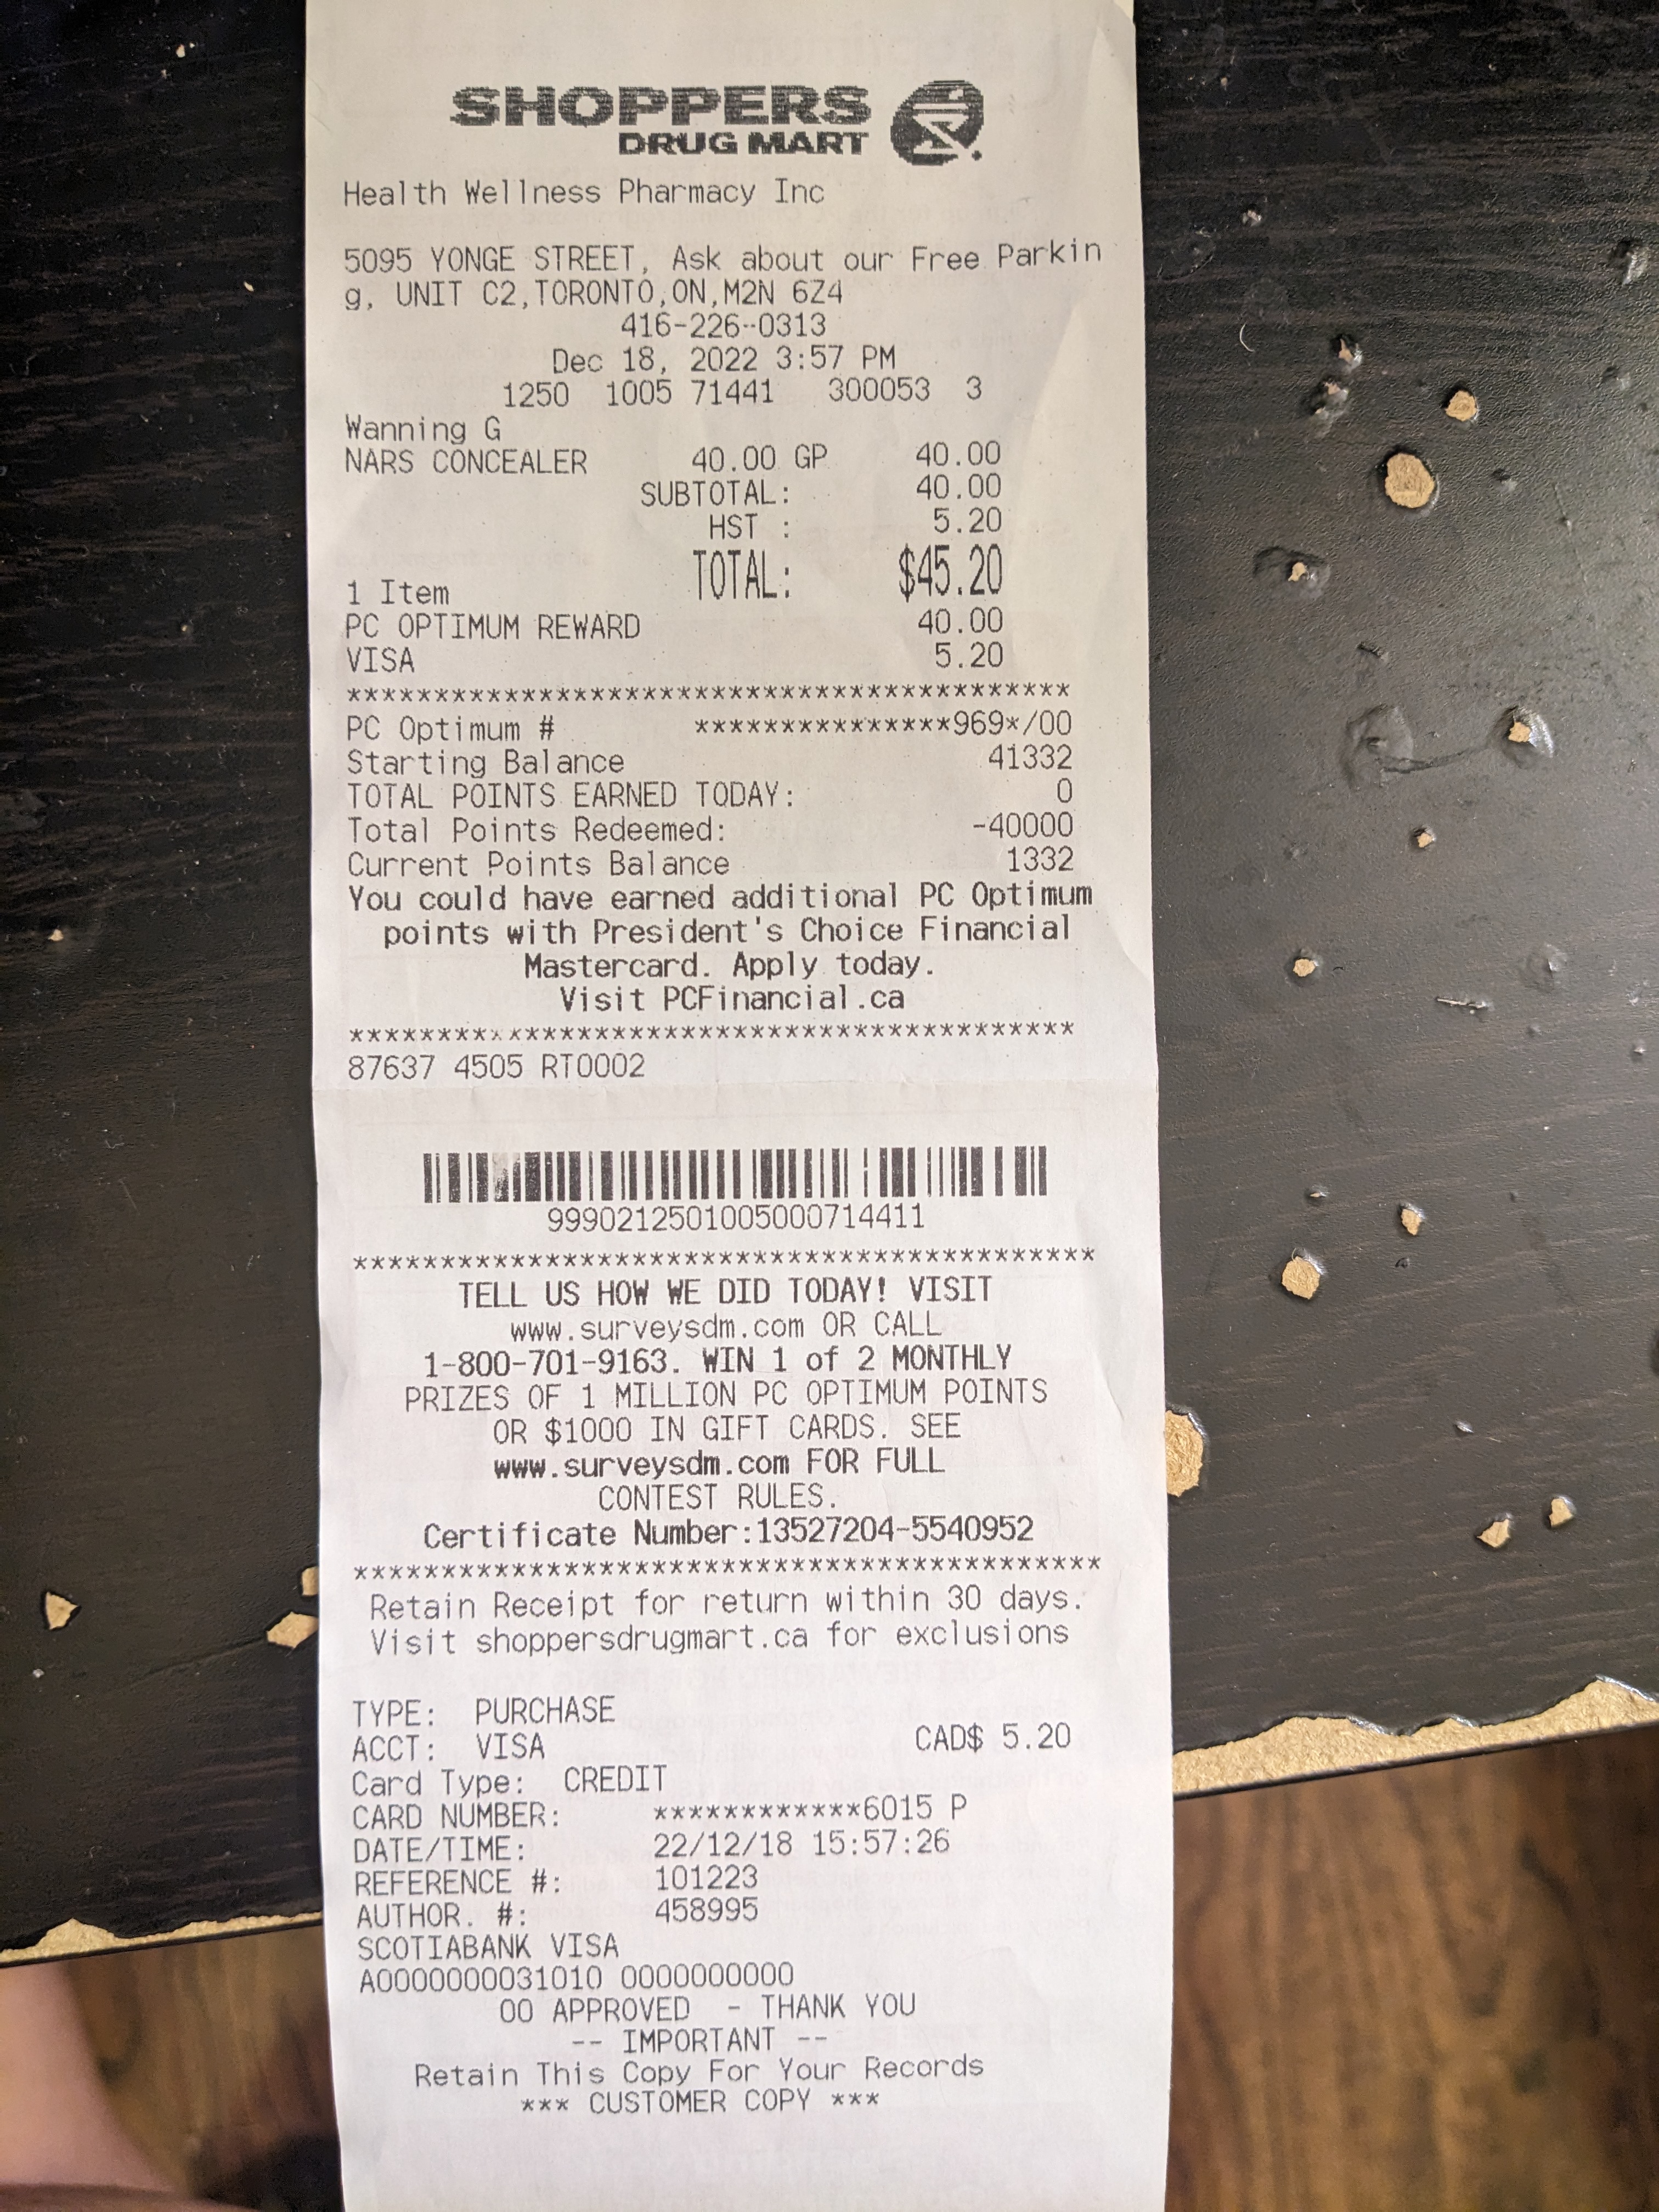 SHOPPERS
DRUG MART
Health Wellness Pharmacy Inc
5095 YONGE STREET, Ask about our Free Parkin
g, UNIT C2,TORONTO,ON,M2N 6Z4
416-226-0313
Dec 18, 2022 3:57 PM
1250 1005 71441 300053 3
Wanning G
NARS CONCEALER 40.00 GP 40.00
SUBTOTAL: 40.00
HST : 5.20
TOTAL: $45.20
1 Item
PC OPTIMUM REWARD 40.00
VISA 5.20
******************************************
PC Optimum # ***************969*/00
Starting Balance 41332
TOTAL POINTS EARNED TODAY: 0
Total Points Redeemed: -40000
Current Points Balance 1332
You could have earned additional PC Optimum
points with President's Choice Financial
Mastercard. Apply today.
Visit PCFinancial.ca
******************************************
87637 4505 RT0002
9990212501005000714411
*******************************************
TELL US HOW WE DID TODAY! VISIT
www.surveysdm.com OR CALL
1-800-701-9163. WIN 1 of 2 MONTHLY
PRIZES OF 1 MILLION PC OPTIMUM POINTS
OR $1000 IN GIFT CARDS. SEE
www.surveysdm.com FOR FULL
CONTEST RULES.
Certificate Number:13527204-5540952
*******************************************
Retain Receipt for return within 30 days.
Visit shoppersdrugmart.ca for exclusions
TYPE: PURCHASE
ACCT: VISA CAD$ 5.20
Card Type: CREDIT
CARD NUMBER: ************6015 P
DATE/TIME: 22/12/18 15:57:26
REFERENCE #: 101223
AUTHOR. #: 458995
SCOTIABANK VISA
A0000000031010 0000000000
00 APPROVED - THANK YOU
-- IMPORTANT --
Retain This Copy For Your Records
*** CUSTOMER COPY ***